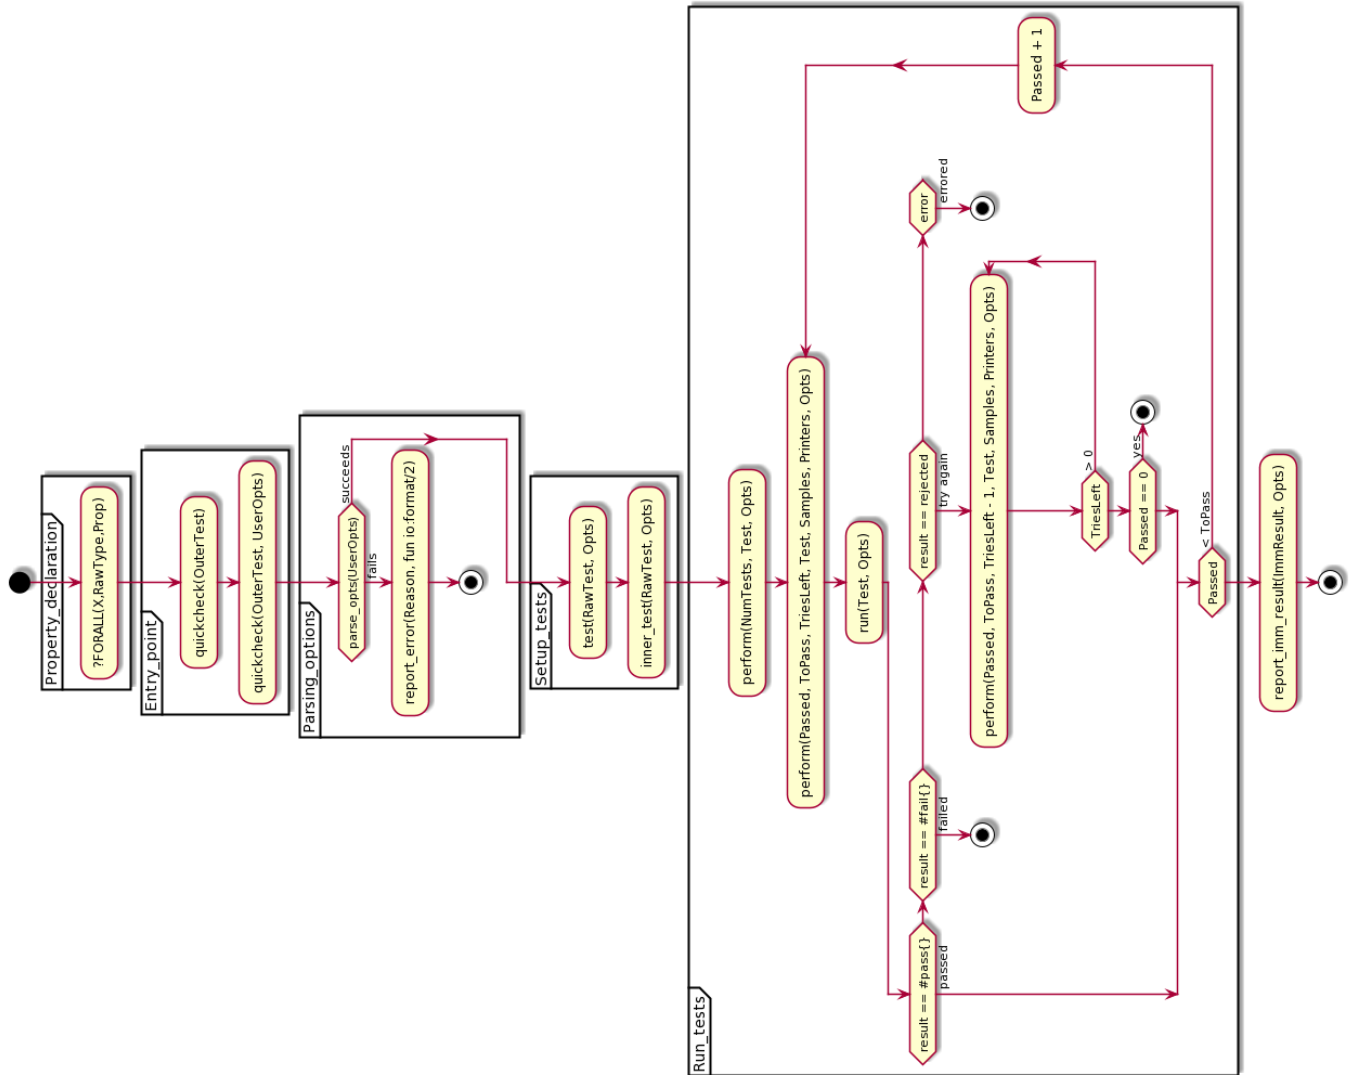 Property_declaration
?FORALL(X.RawType.Prop)
Entry_point
quickcheck(OuterTest)
quickcheck(OuterTest, UserOpts)
Parsing_options
parse_opts(UserOpts)
succeeds
fails
report_error(Reason, fun io:format/2)
Setup_tests
test(RawTest, Opts)
inner_test(RawTest, Opts)
Run_tests
perform(NumTests, Test, Opts)
perform(Passed, ToPass, TriesLeft, Test, Samples, Printers, Opts)
run(Test, Opts)
result == #pass{}
passed
result == #fail{}
failed
result == rejected
try again
error
errored
perform(Passed, ToPass, TriesLeft - 1, Test, Samples, Printers, Opts)
TriesLeft
> 0
Passed == 0
yes
Passed
< ToPass
Passed + 1
report_imm_result(ImmResult, Opts)